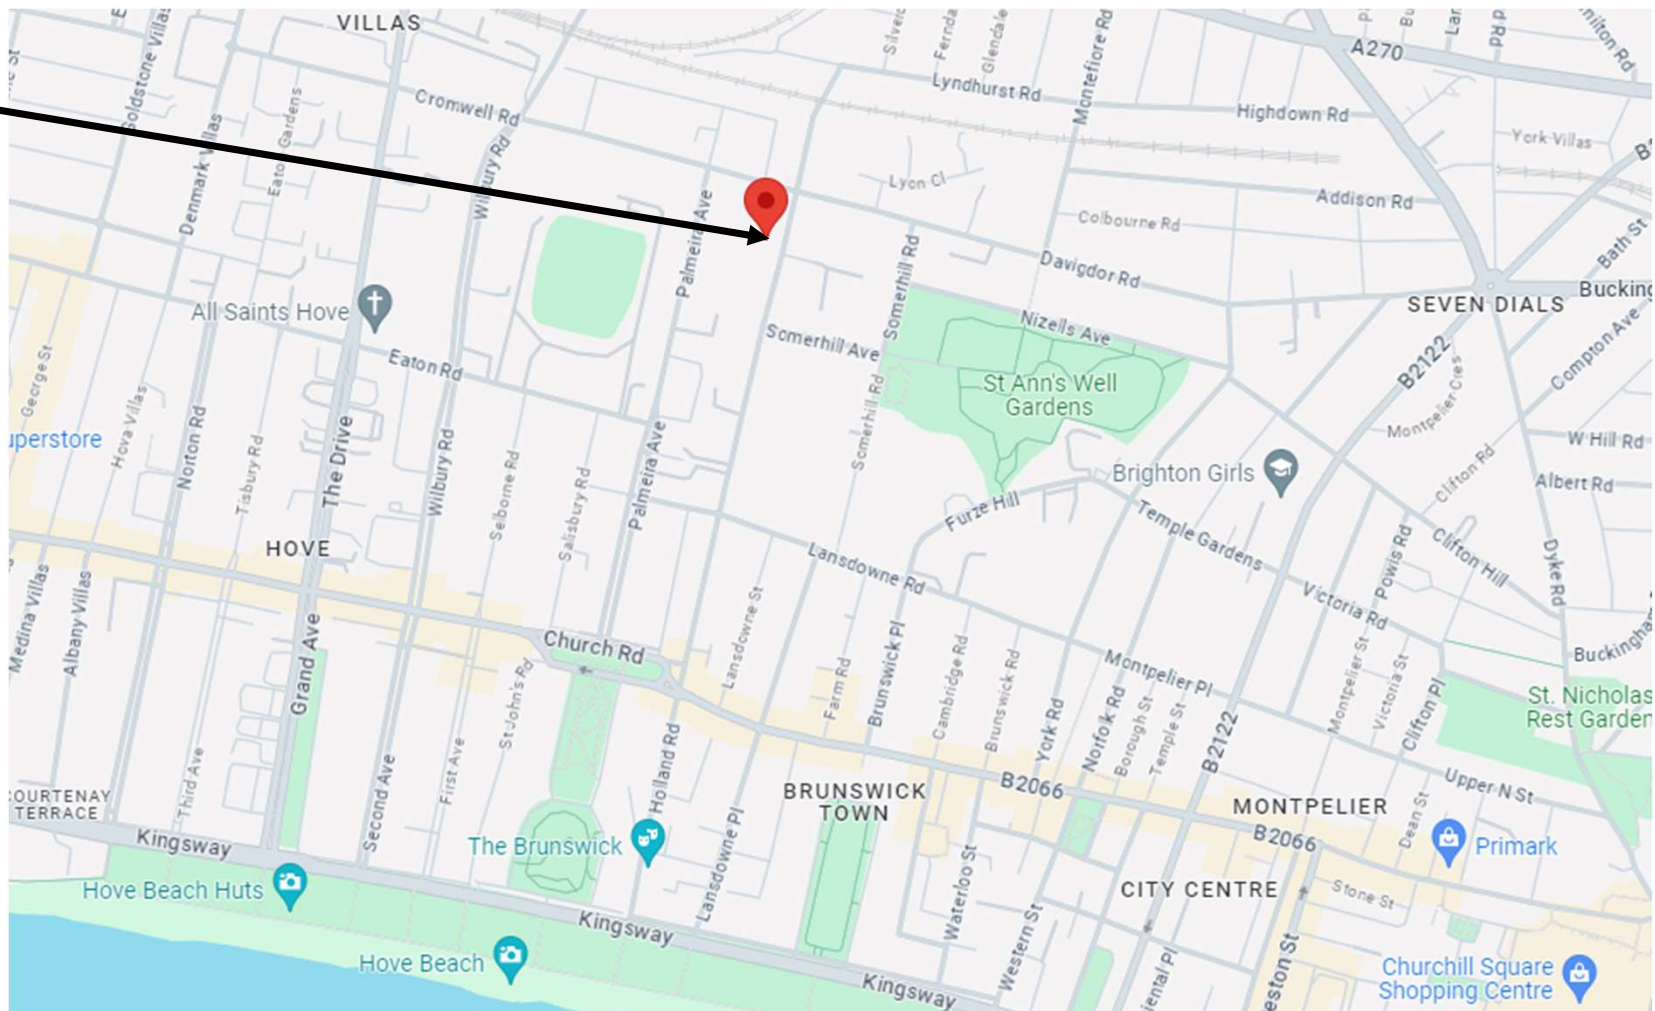 VILLAS
A270
Lyndhurst Rd
Montefiore Rd
Glendale
Highdown Rd
York Villas
Cromwell Rd
Goldstone Villas
Denmark Villas
Eaton Gardens
Wilbury Rd
Palmeira Ave
Lyon Cl
Addison Rd
Colbourne Rd
Bath St
Davigdor Rd
Somerhill Rd
SEVEN DIALS
All Saints Hove
Nizells Ave
Somerhill Ave
Compton Ave
B2122
Eaton Rd
St Ann's Well
Gardens
Montpelier Cres
George St
Hova Villas
Norton Rd
Tisbury Rd
The Drive
Wilbury Rd
Selborne Rd
Salisbury Rd
Palmeira Ave
Somerhill Rd
W Hill Rd
Clifton Rd
Albert Rd
Brighton Girls
Furze Hill
Temple Gardens
HOVE
Lansdowne Rd
Clifton Hill
Powis Rd
Dyke Rd
Victoria Rd
Medina Villas
Albany Villas
Grand Ave
Church Rd
Lansdowne St
Farm Rd
Brunswick Pl
Cambridge Rd
Brunswick Rd
Montpelier Pl
Montpelier St
Victoria St
Clifton Pl
St. Nicholas
St John's Rd
York Rd
Norfolk Rd
Borough St
Temple St
B2122
Third Ave
Second Ave
First Ave
Holland Rd
Lansdowne Pl
BRUNSWICK
TOWN
B2066
MONTPELIER
B2066
Upper N St
Dean St
TERRACE
Kingsway
The Brunswick
Primark
Hove Beach Huts
Waterloo St
CITY CENTRE
Stone St
Kingsway
Western St
Hove Beach
Kingsway
Churchill Square
Shopping Centre